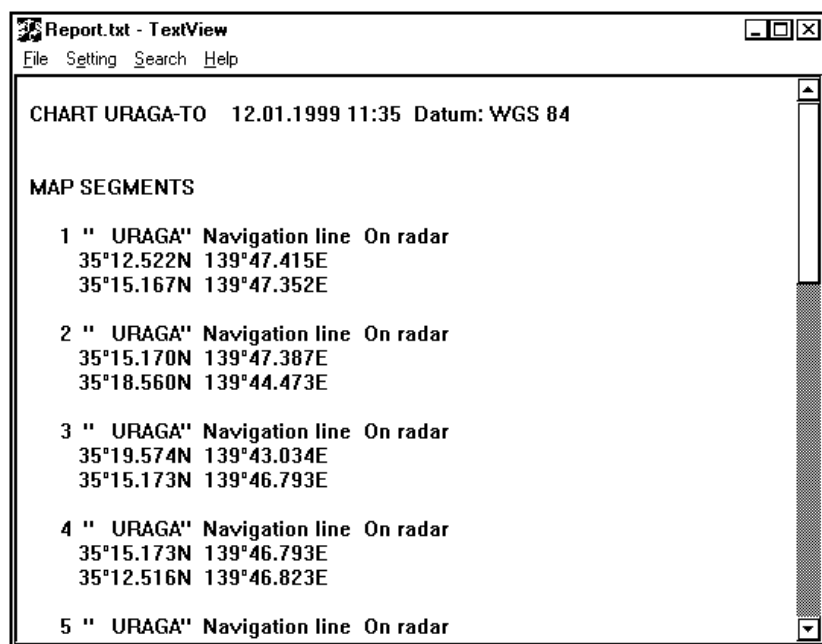 Report.txt - TextView
File Setting Search Help
CHART URAGA-TO 12.01.1999 11:35 Datum: WGS 84
MAP SEGMENTS
1 " URAGA" Navigation line On radar
35°12.522N 139°47.415E
35°15.167N 139°47.352E
2 " URAGA" Navigation line On radar
35°15.170N 139°47.387E
35°18.560N 139°44.473E
3 " URAGA" Navigation line On radar
35°19.574N 139°43.034E
35°15.173N 139°46.793E
4 " URAGA" Navigation line On radar
35°15.173N 139°46.793E
35°12.516N 139°46.823E
5 " URAGA" Navigation line On radar